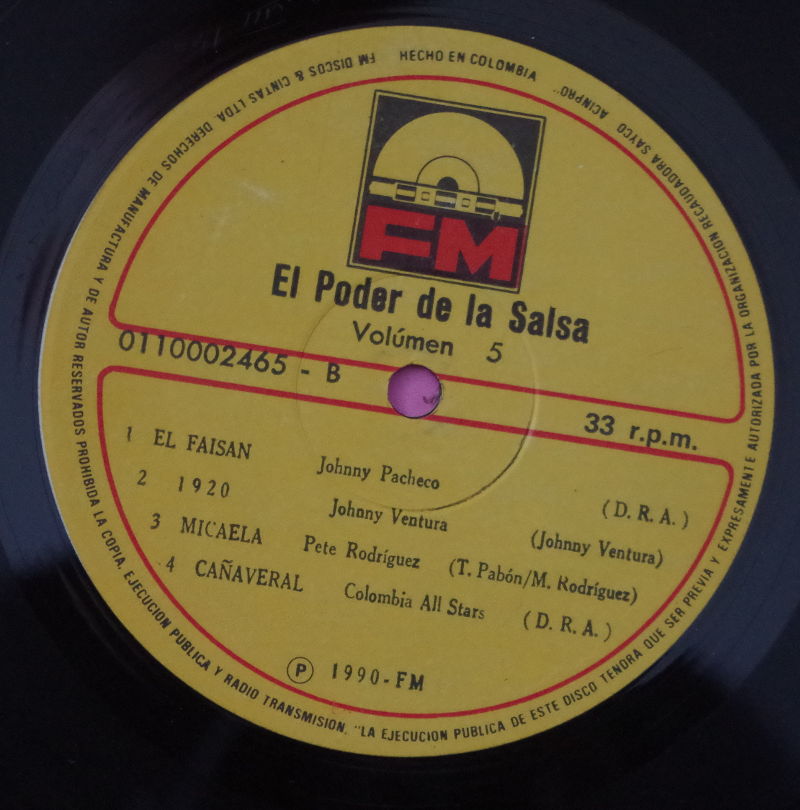 FM
El Poder de la Salsa
Volúmen 5
0110002465 - B
33 r.p.m.
1 EL FAISAN Johnny Pacheco (D. R. A.)
2 1920 Johnny Ventura (Johnny Ventura)
3 MICAELA Pete Rodríguez (T. Pabón/M. Rodríguez)
4 CAÑAVERAL Colombia All Stars (D. R. A.)
Ⓟ 1990-FM
HECHO EN COLOMBIA
FM DISCOS & CINTAS LTDA. DERECHOS DE MANUFACTURA Y DE AUTOR RESERVADOS PROHIBIDA LA COPIA, EJECUCION PUBLICA Y RADIO TRANSMISION, "LA EJECUCION PUBLICA DE ESTE DISCO TENDRA QUE SER PREVIA Y EXPRESAMENTE AUTORIZADA POR LA ORGANIZACION RECAUDADORA SAYCO ACINPRO".